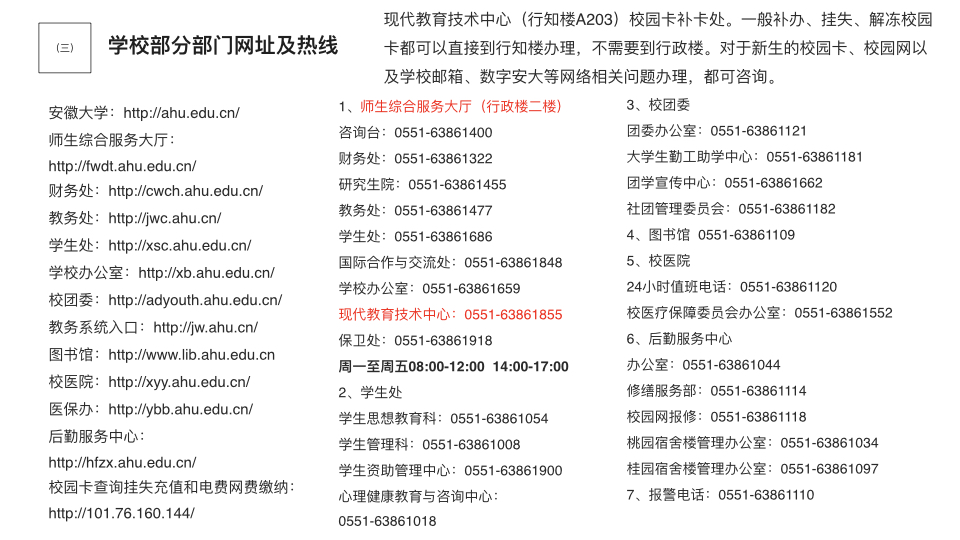 （三）
学校部分部门网址及热线
现代教育技术中心（行知楼A203）校园卡补卡处。一般补办、挂失、解冻校园
卡都可以直接到行知楼办理，不需要到行政楼。对于新生的校园卡、校园网以
及学校邮箱、数字安大等网络相关问题办理，都可咨询。
安徽大学：http://ahu.edu.cn/
师生综合服务大厅：
http://fwdt.ahu.edu.cn/
财务处：http://cwch.ahu.edu.cn/
教务处：http://jwc.ahu.cn/
学生处：http://xsc.ahu.edu.cn/
学校办公室：http://xb.ahu.edu.cn/
校团委：http://adyouth.ahu.edu.cn/
教务系统入口：http://jw.ahu.cn/
图书馆：http://www.lib.ahu.edu.cn
校医院：http://xyy.ahu.edu.cn/
医保办：http://ybb.ahu.edu.cn/
后勤服务中心：
http://hfzx.ahu.edu.cn/
校园卡查询挂失充值和电费网费缴纳：
http://101.76.160.144/
1、师生综合服务大厅（行政楼二楼）
咨询台：0551-63861400
财务处：0551-63861322
研究生院：0551-63861455
教务处：0551-63861477
学生处：0551-63861686
国际合作与交流处：0551-63861848
学校办公室：0551-63861659
现代教育技术中心：0551-63861855
保卫处：0551-63861918
周一至周五08:00-12:00 14:00-17:00
2、学生处
学生思想教育科：0551-63861054
学生管理科：0551-63861008
学生资助管理中心：0551-63861900
心理健康教育与咨询中心：
0551-63861018
3、校团委
团委办公室：0551-63861121
大学生勤工助学中心：0551-63861181
团学宣传中心：0551-63861662
社团管理委员会：0551-63861182
4、图书馆 0551-63861109
5、校医院
24小时值班电话：0551-63861120
校医疗保障委员会办公室：0551-63861552
6、后勤服务中心
办公室：0551-63861044
修缮服务部：0551-63861114
校园网报修：0551-63861118
桃园宿舍楼管理办公室：0551-63861034
桂园宿舍楼管理办公室：0551-63861097
7、报警电话：0551-63861110